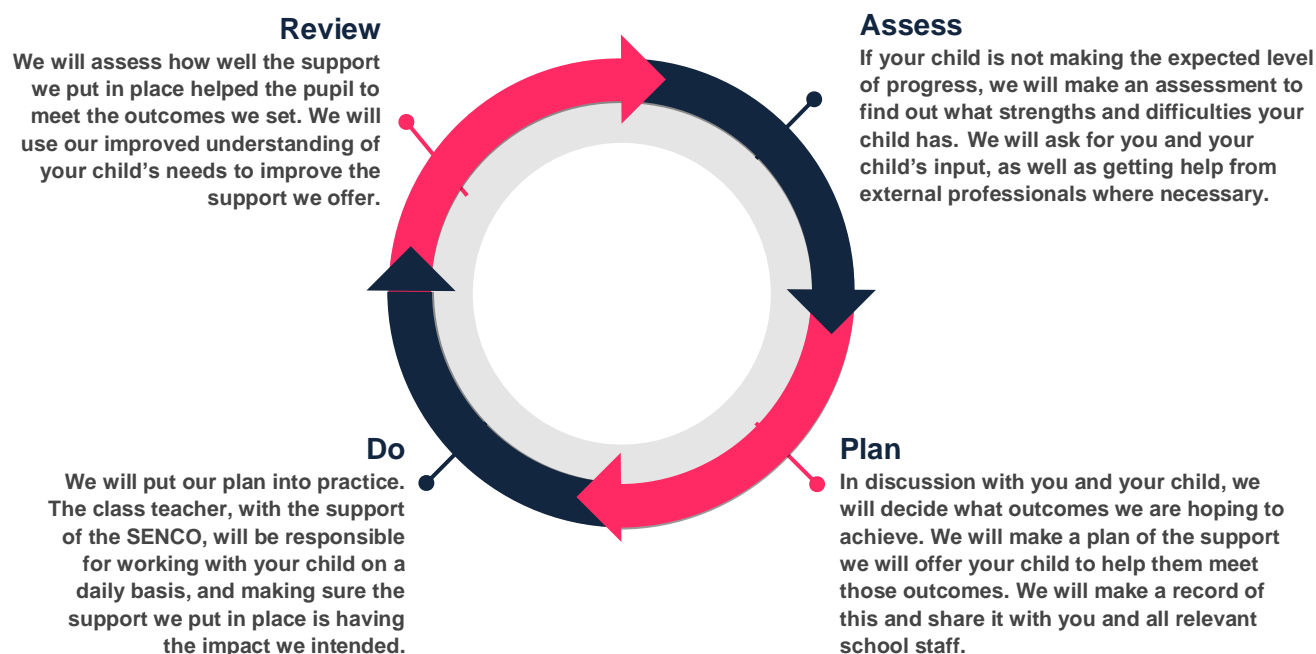 Review
We will assess how well the support
we put in place helped the pupil to
meet the outcomes we set. We will
use our improved understanding of
your child’s needs to improve the
support we offer.
Assess
If your child is not making the expected level
of progress, we will make an assessment to
find out what strengths and difficulties your
child has. We will ask for you and your
child’s input, as well as getting help from
external professionals where necessary.
Do
We will put our plan into practice.
The class teacher, with the support
of the SENCO, will be responsible
for working with your child on a
daily basis, and making sure the
support we put in place is having
the impact we intended.
Plan
In discussion with you and your child, we
will decide what outcomes we are hoping to
achieve. We will make a plan of the support
we will offer your child to help them meet
those outcomes. We will make a record of
this and share it with you and all relevant
school staff.